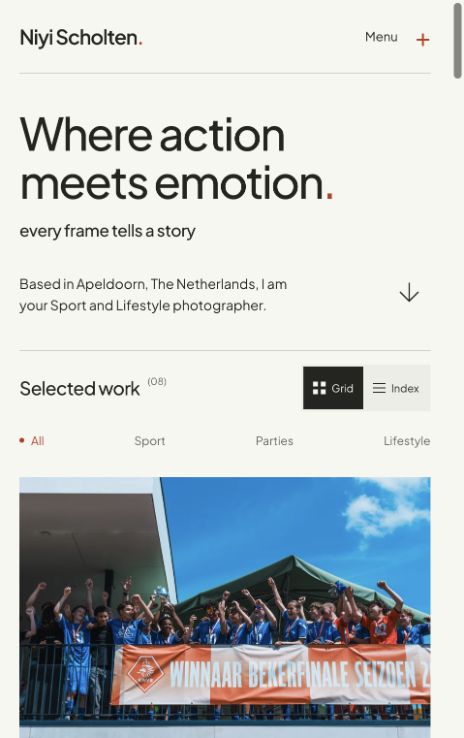 Niyi Scholten.
Menu +
Where action
meets emotion.
every frame tells a story
Based in Apeldoorn, The Netherlands, I am
your Sport and Lifestyle photographer.
Selected work (08)
Grid
Index
All
Sport
Parties
Lifestyle
WINNAAR BEKERFINALE SEIZOEN 2